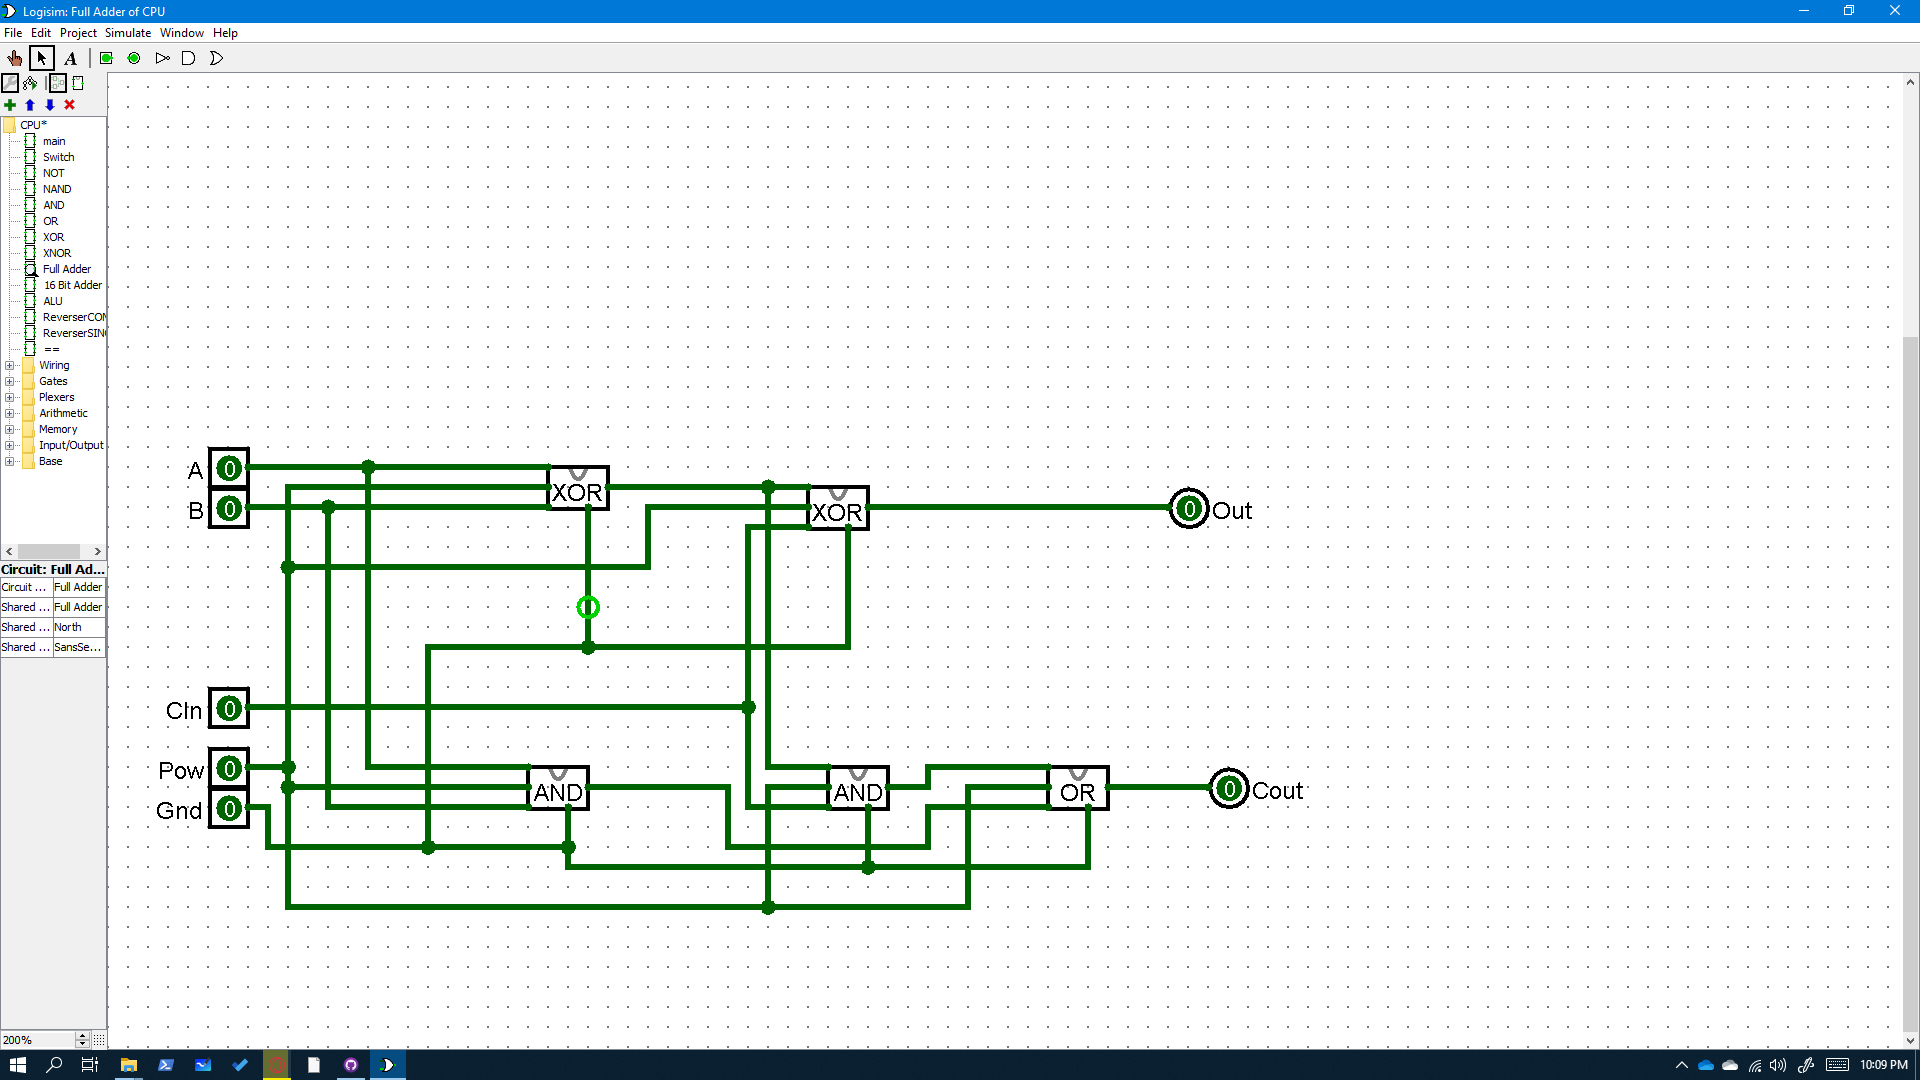 Logisim: Full Adder of CPU
File Edit Project Simulate Window Help
A
CPU*
main
Switch
NOT
NAND
AND
OR
XOR
XNOR
Full Adder
16 Bit Adder
ALU
ReverserCON
ReverserSIN
==
Wiring
Gates
Plexers
Arithmetic
Memory
Input/Output
Base
Circuit: Full Ad...
Circuit ... Full Adder
Shared ... Full Adder
Shared ... North
Shared ... SansSe...
200%
A 0
XOR
B 0
XOR
0 Out
0
CIn 0
Pow 0
AND
AND
OR
0 Cout
Gnd 0
10:09 PM